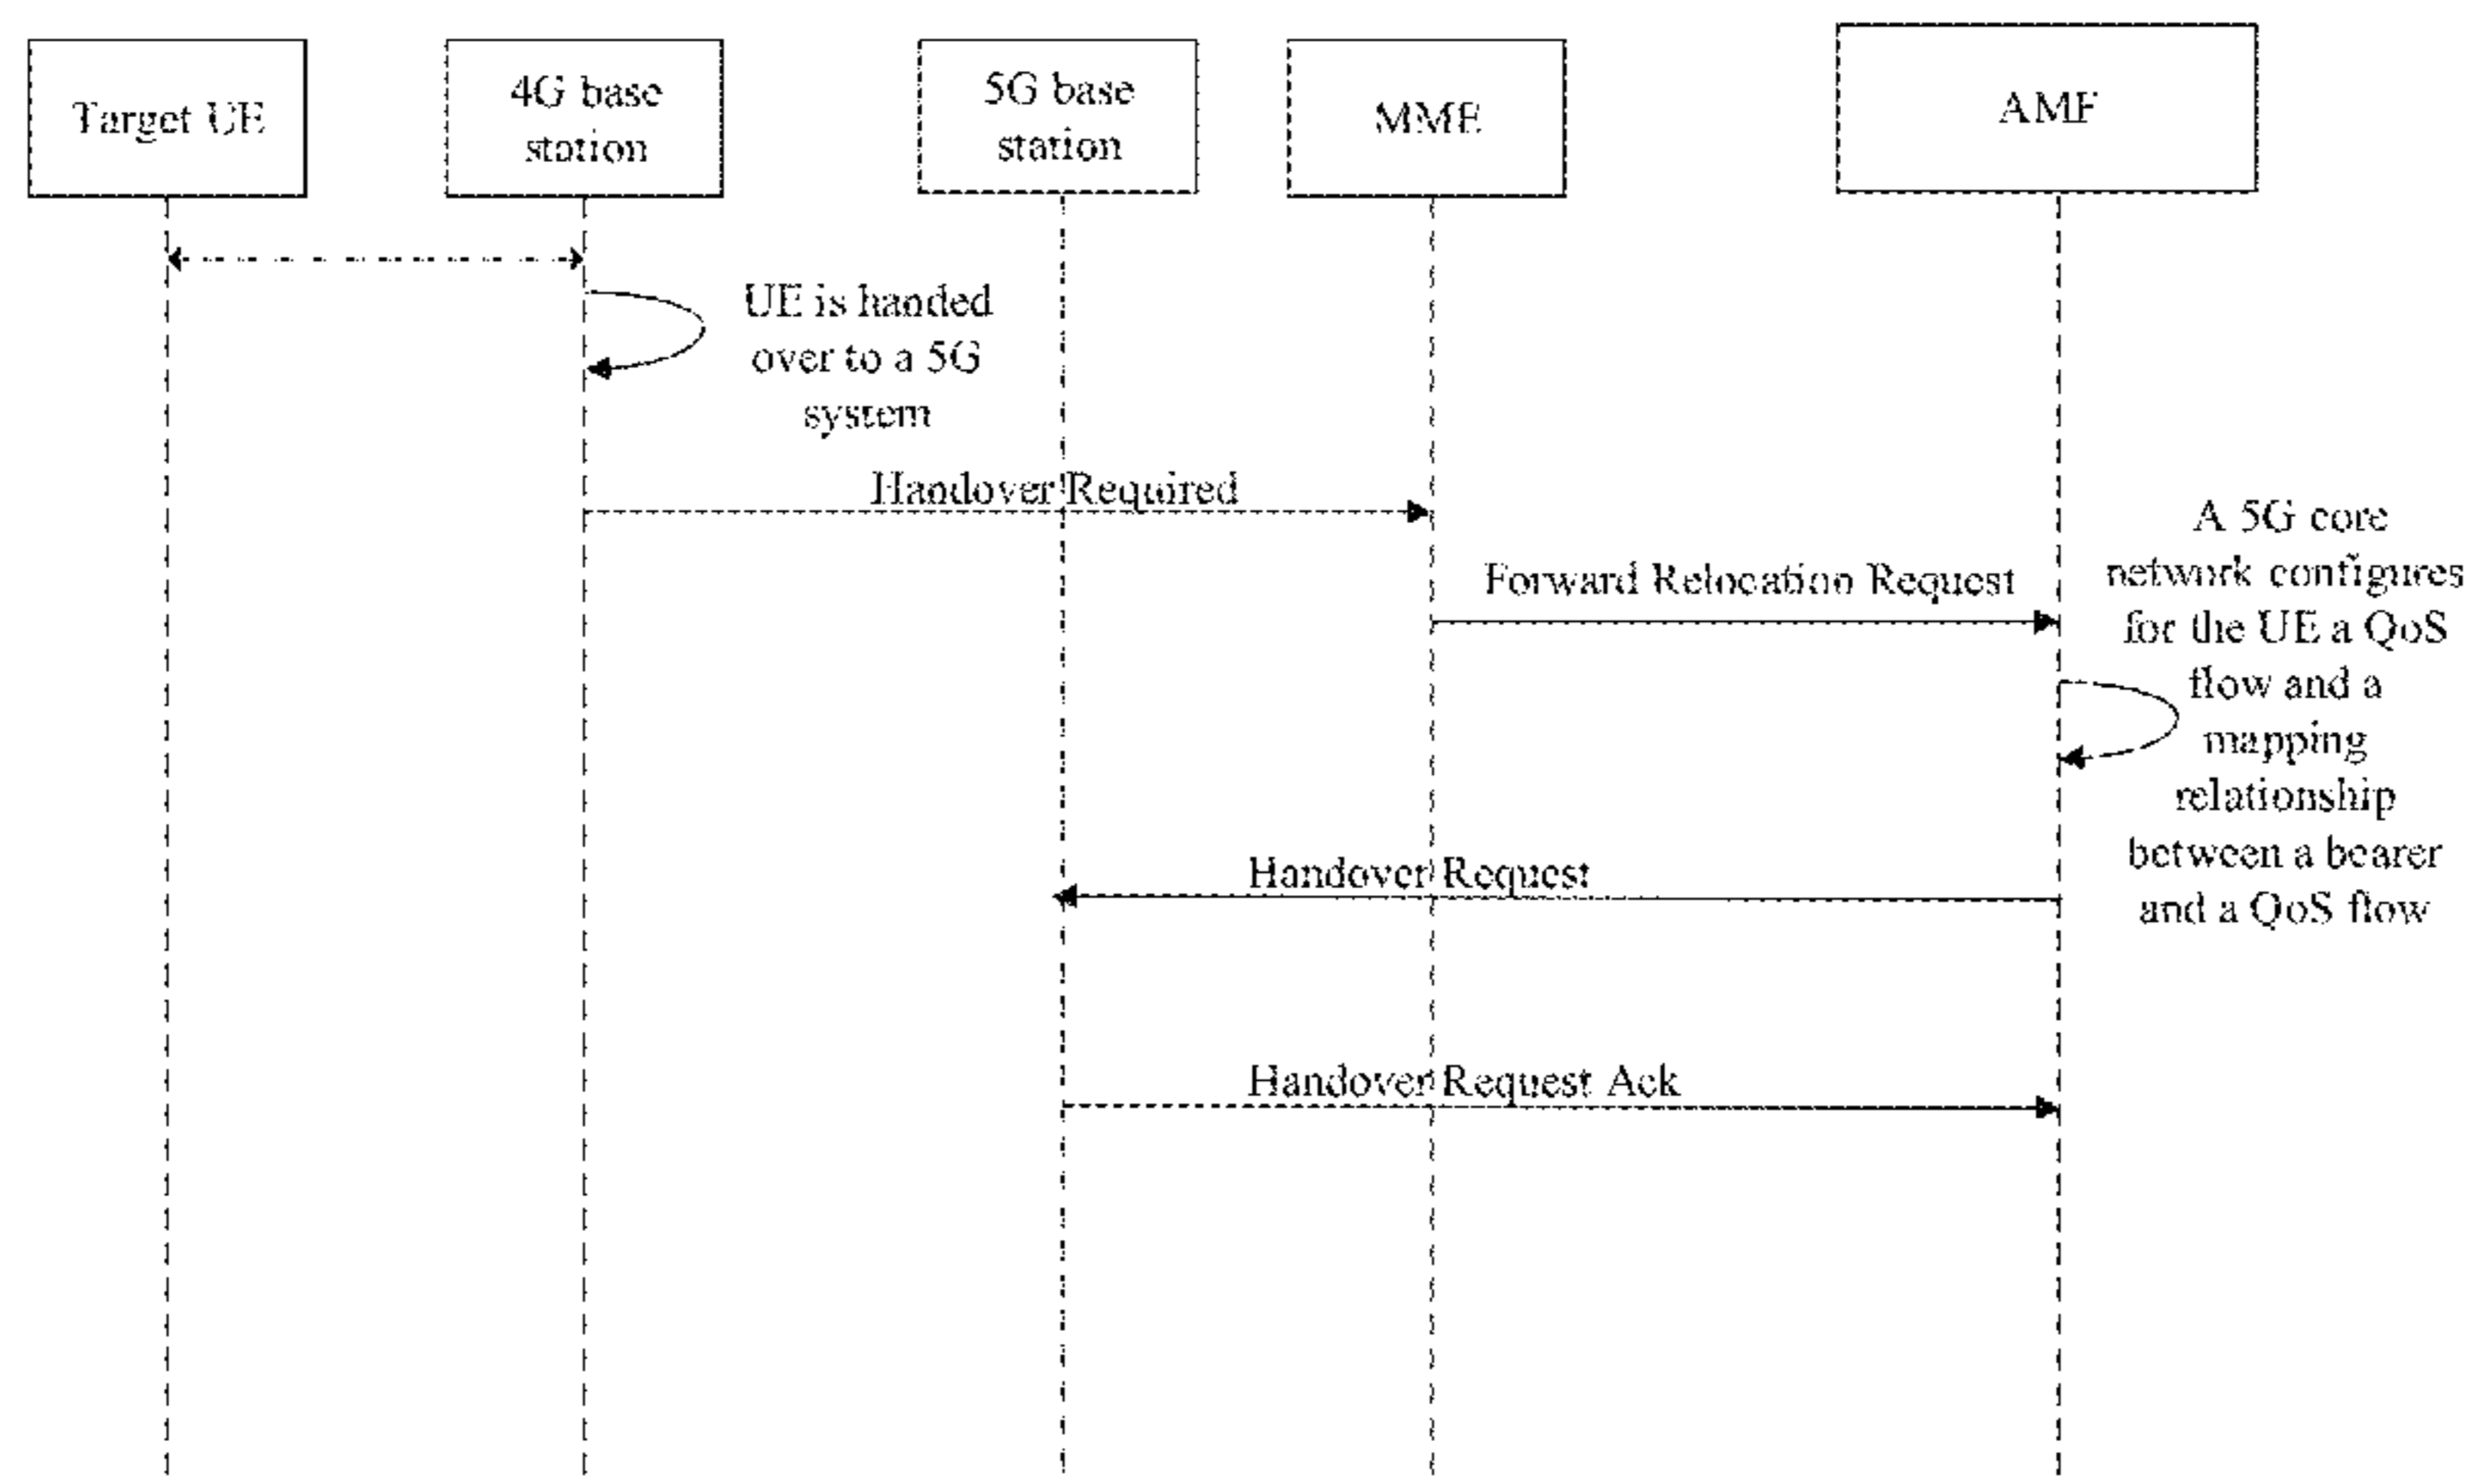 Target UE
4G base
station
5G base
station
MME
AMF
UE is handed
over to a 5G
system
Handover Required
Forward Relocation Request
A 5G core
network configures
for the UE a QoS
flow and a
mapping
relationship
between a bearer
and a QoS flow
Handover Request
Handover Request Ack